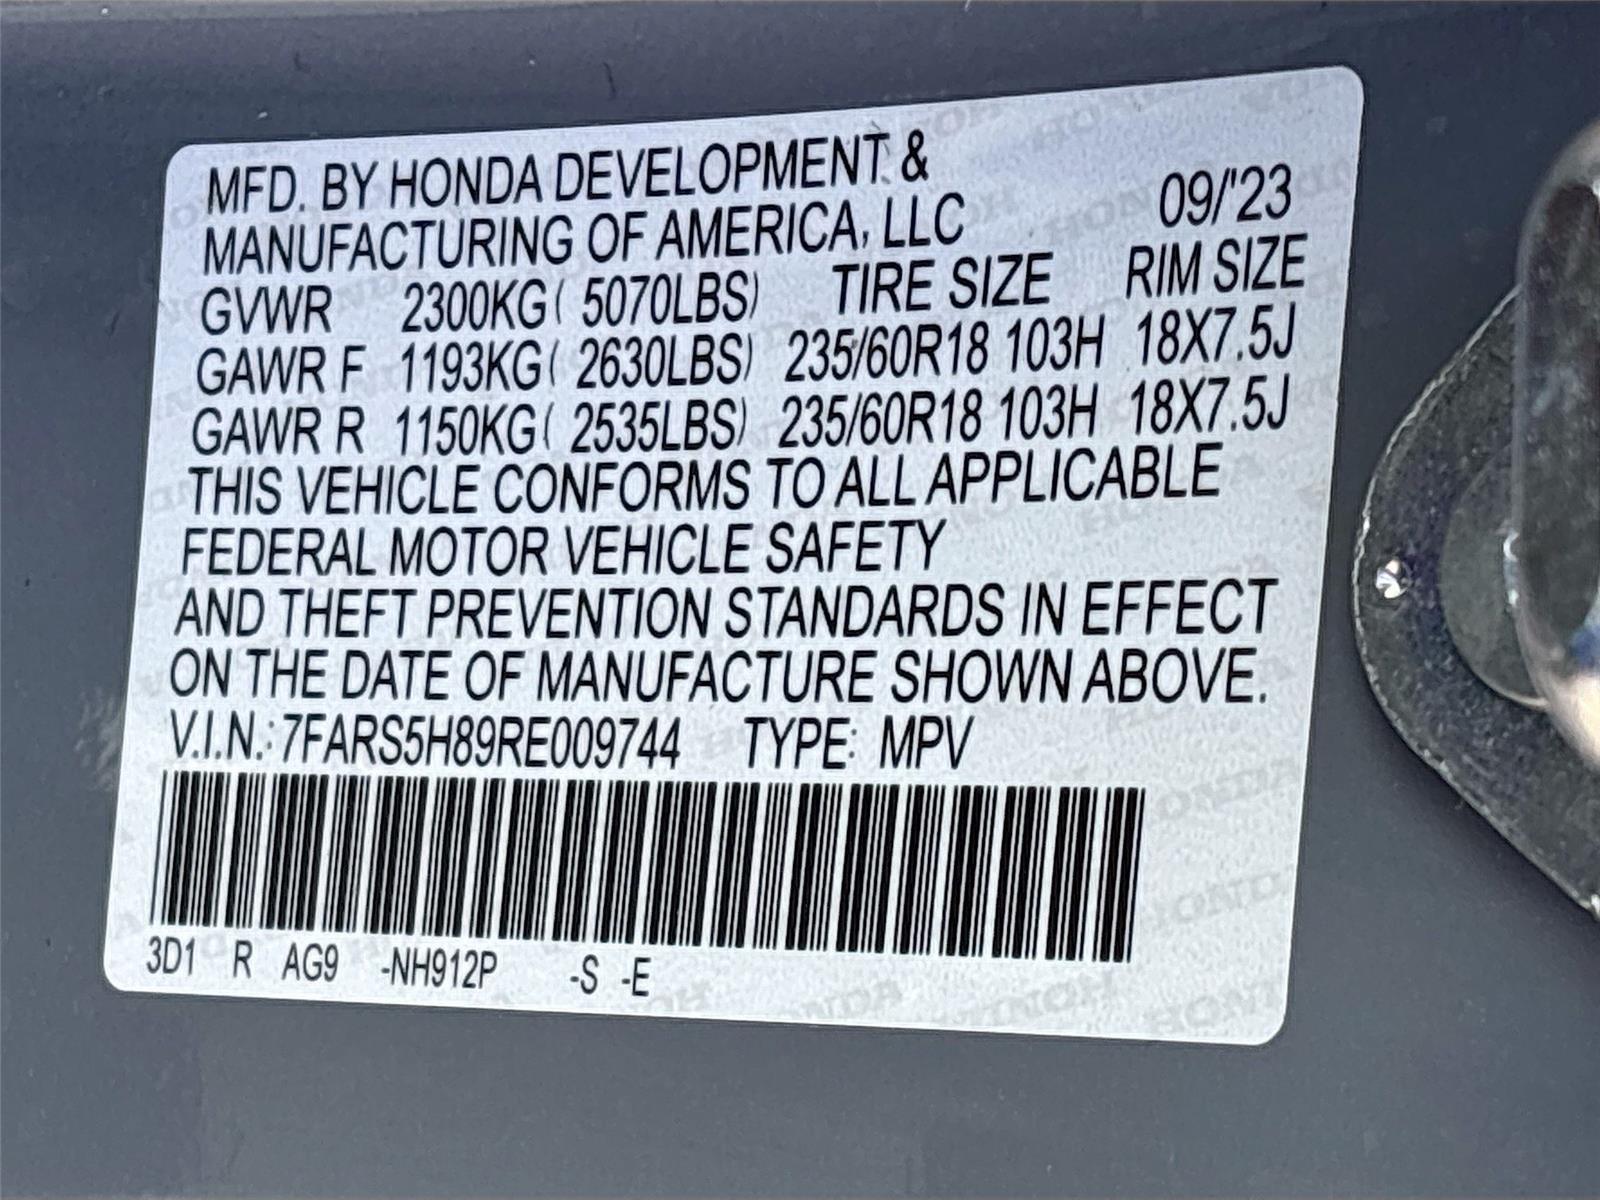 MFD. BY HONDA DEVELOPMENT &
MANUFACTURING OF AMERICA, LLC 09/'23
GVWR 2300KG( 5070LBS) TIRE SIZE RIM SIZE
GAWR F 1193KG( 2630LBS) 235/60R18 103H 18X7.5J
GAWR R 1150KG( 2535LBS) 235/60R18 103H 18X7.5J
THIS VEHICLE CONFORMS TO ALL APPLICABLE
FEDERAL MOTOR VEHICLE SAFETY
AND THEFT PREVENTION STANDARDS IN EFFECT
ON THE DATE OF MANUFACTURE SHOWN ABOVE.
V.I.N.: 7FARS5H89RE009744 TYPE: MPV
3D1 R AG9 -NH912P -S -E